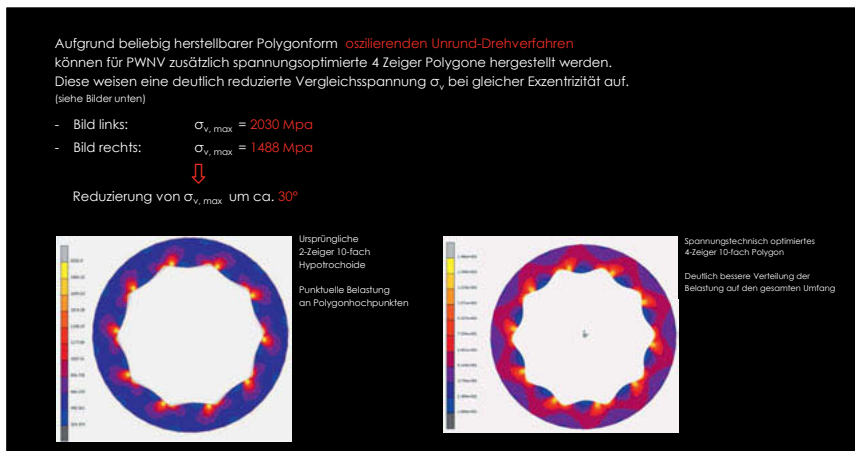 Aufgrund beliebig herstellbarer Polygonform oszilierenden Unrund-Drehverfahren
können für PWNV zusätzlich spannungsoptimierte 4 Zeiger Polygone hergestellt werden.
Diese weisen eine deutlich reduzierte Vergleichsspannung σv bei gleicher Exzentrizität auf.
(siehe Bilder unten)
- Bild links: σv, max = 2030 Mpa
- Bild rechts: σv, max = 1488 Mpa
Reduzierung von σv, max um ca. 30°
Ursprüngliche
2-Zeiger 10-fach
Hypotrochoide
Punktuelle Belastung
an Polygonhochpunkten
Spannungstechnisch optimiertes
4-Zeiger 10-fach Polygon
Deutlich bessere Verteilung der
Belastung auf den gesamten Umfang